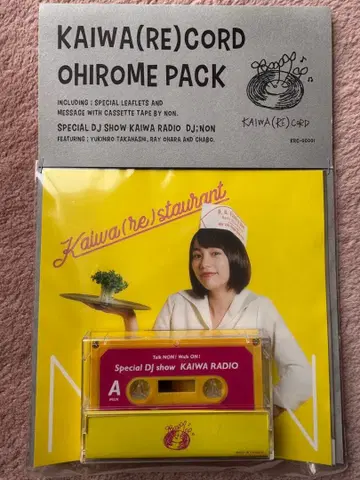 KAIWA(RE)CORD
OHIROME PACK
INCLUDING : SPECIAL LEAFLETS AND
MESSAGE WITH CASSETTE TAPE BY NON.
SPECIAL DJ SHOW KAIWA RADIO DJ;NON
FEATURING ; YUKIHIRO TAKAHASHI, RAY OHARA AND CHABO.
KAIWA(RE)CORD
Kaiwa(re)staurant
N N
Talk NON! Walk ON!
Special DJ show KAIWA RADIO
A